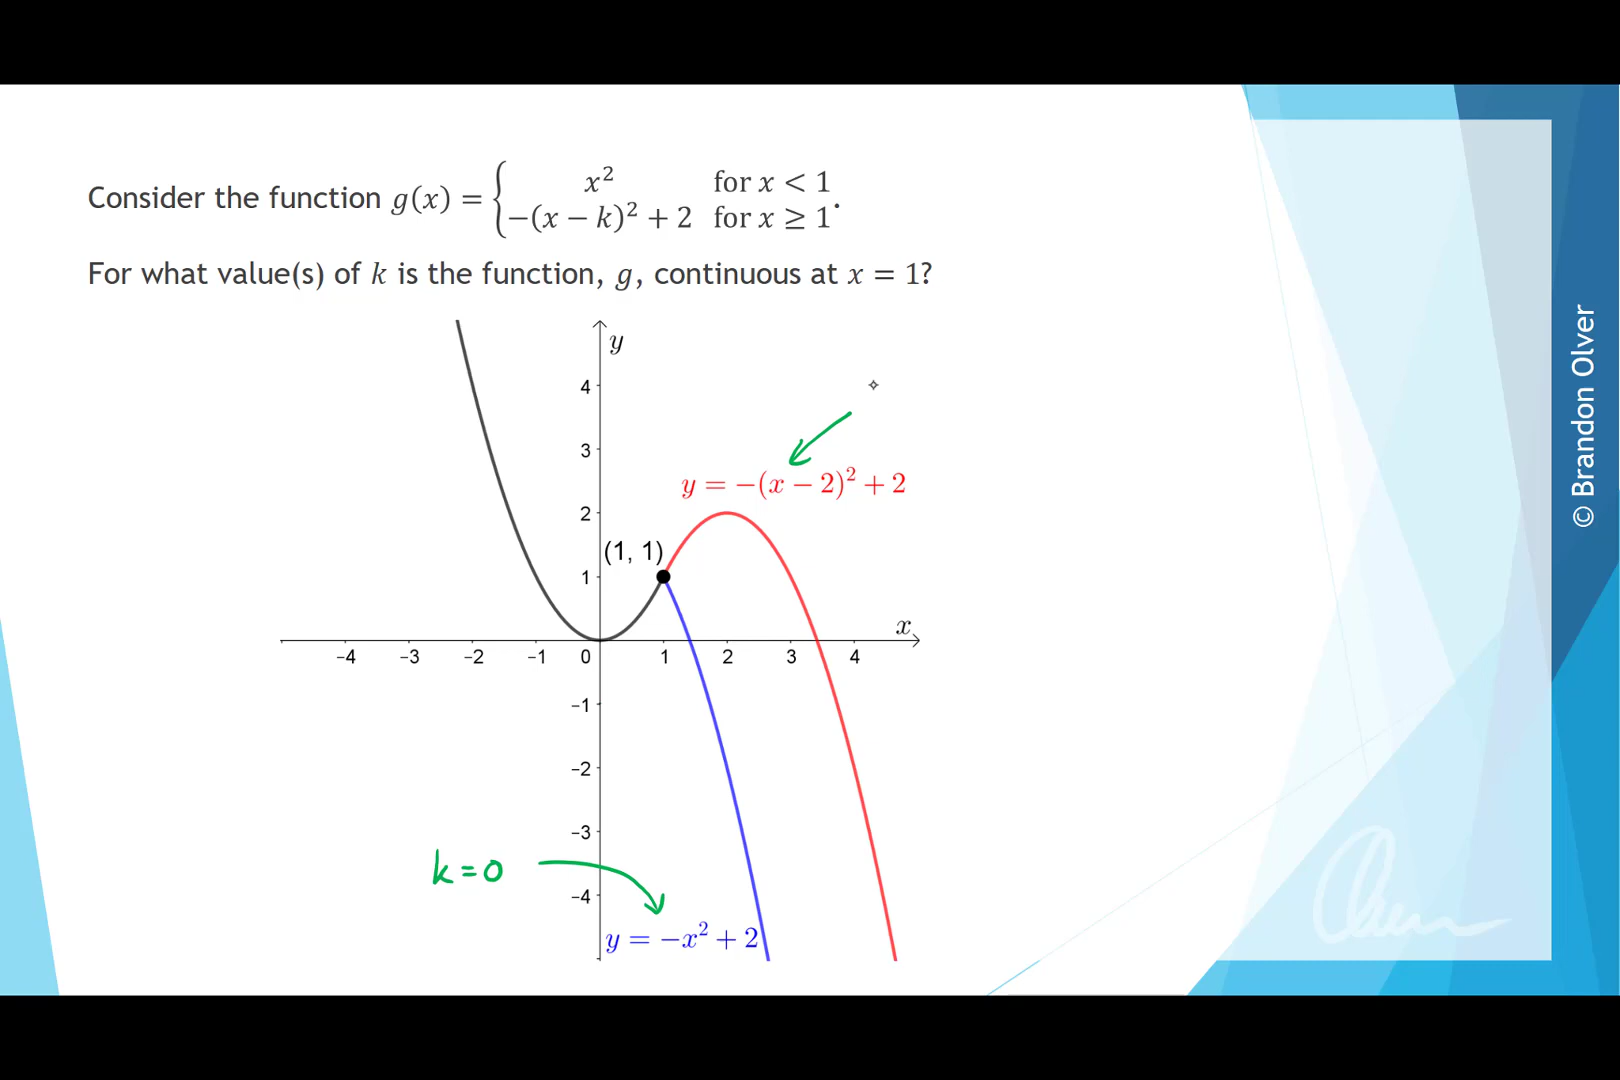 Consider the function g(x) = { x² for x < 1
−(x − k)² + 2 for x ≥ 1 .
For what value(s) of k is the function, g, continuous at x = 1?
y
4
3
y = −(x − 2)² + 2
2
(1, 1)
1
x
−4 −3 −2 −1 0 1 2 3 4
−1
−2
−3
k = 0
−4
y = −x² + 2
© Brandon Olver